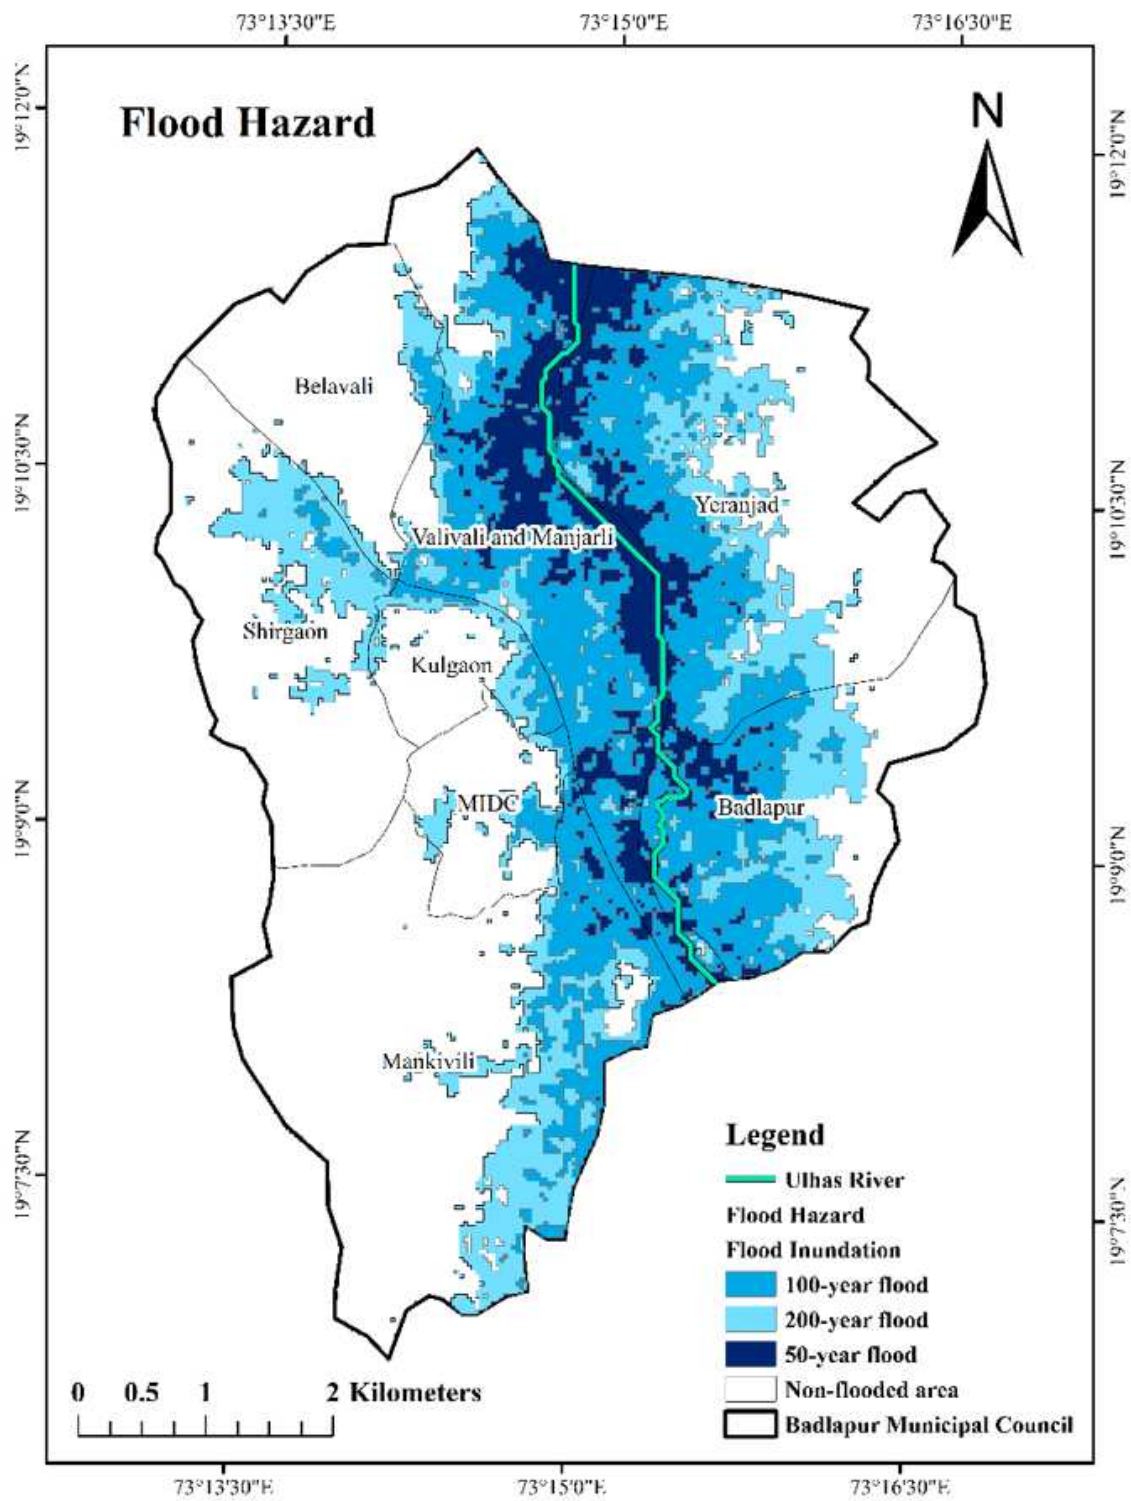 73°13'30"E 73°15'0"E 73°16'30"E
19°12'0"N
Flood Hazard
N
19°12'0"N
Belavali
19°10'30"N
Yeranjad
19°10'30"N
Valivali and Manjarli
Shirgaon
Kulgaon
19°9'0"N
MIDC
Badlapur
19°9'0"N
Mankivili
19°7'30"N
19°7'30"N
Legend
Ulhas River
Flood Hazard
Flood Inundation
100-year flood
200-year flood
50-year flood
Non-flooded area
Badlapur Municipal Council
0 0.5 1 2 Kilometers
73°13'30"E 73°15'0"E 73°16'30"E